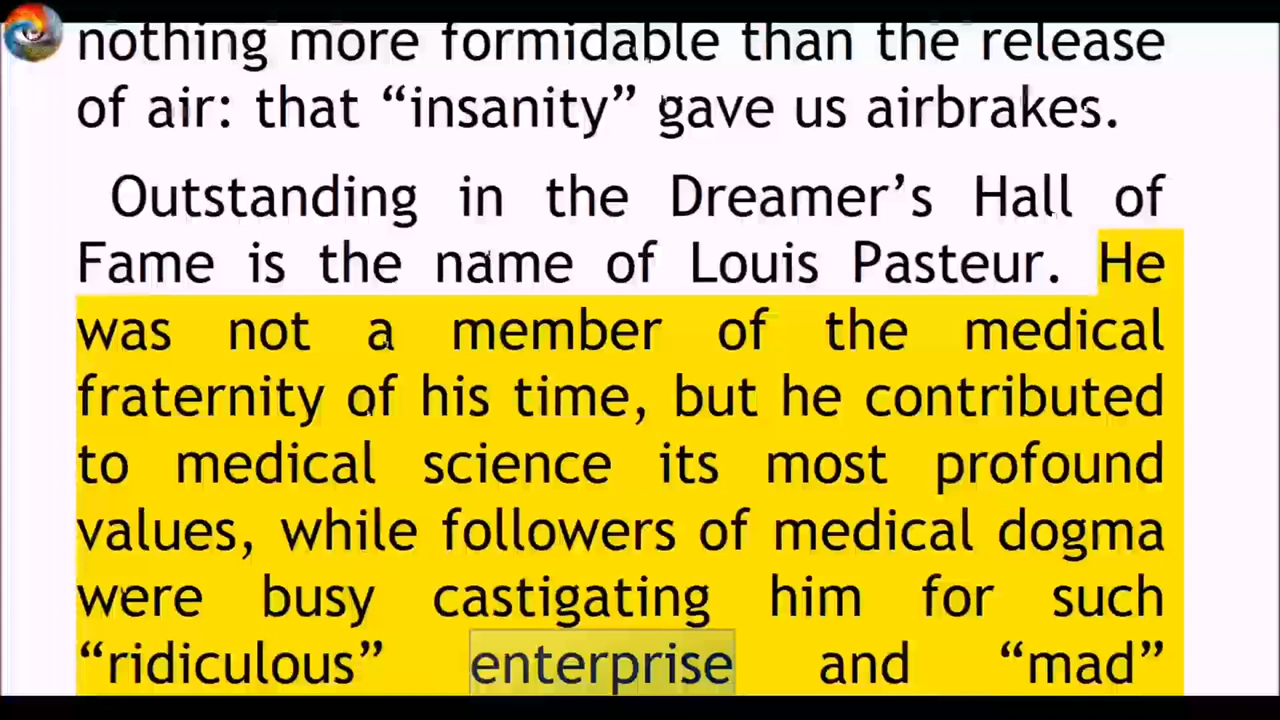 nothing more formidable than the release
of air: that “insanity” gave us airbrakes.
Outstanding in the Dreamer’s Hall of
Fame is the name of Louis Pasteur. He
was not a member of the medical
fraternity of his time, but he contributed
to medical science its most profound
values, while followers of medical dogma
were busy castigating him for such
“ridiculous” enterprise and “mad”